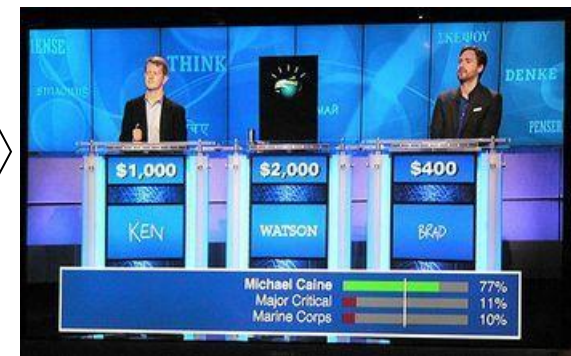 THINK
ΣΚΕΨΟΥ
DENKE
PENSER
$1,000
$2,000
$400
KEN
WATSON
BRAD
Michael Caine 77%
Major Critical 11%
Marine Corps 10%